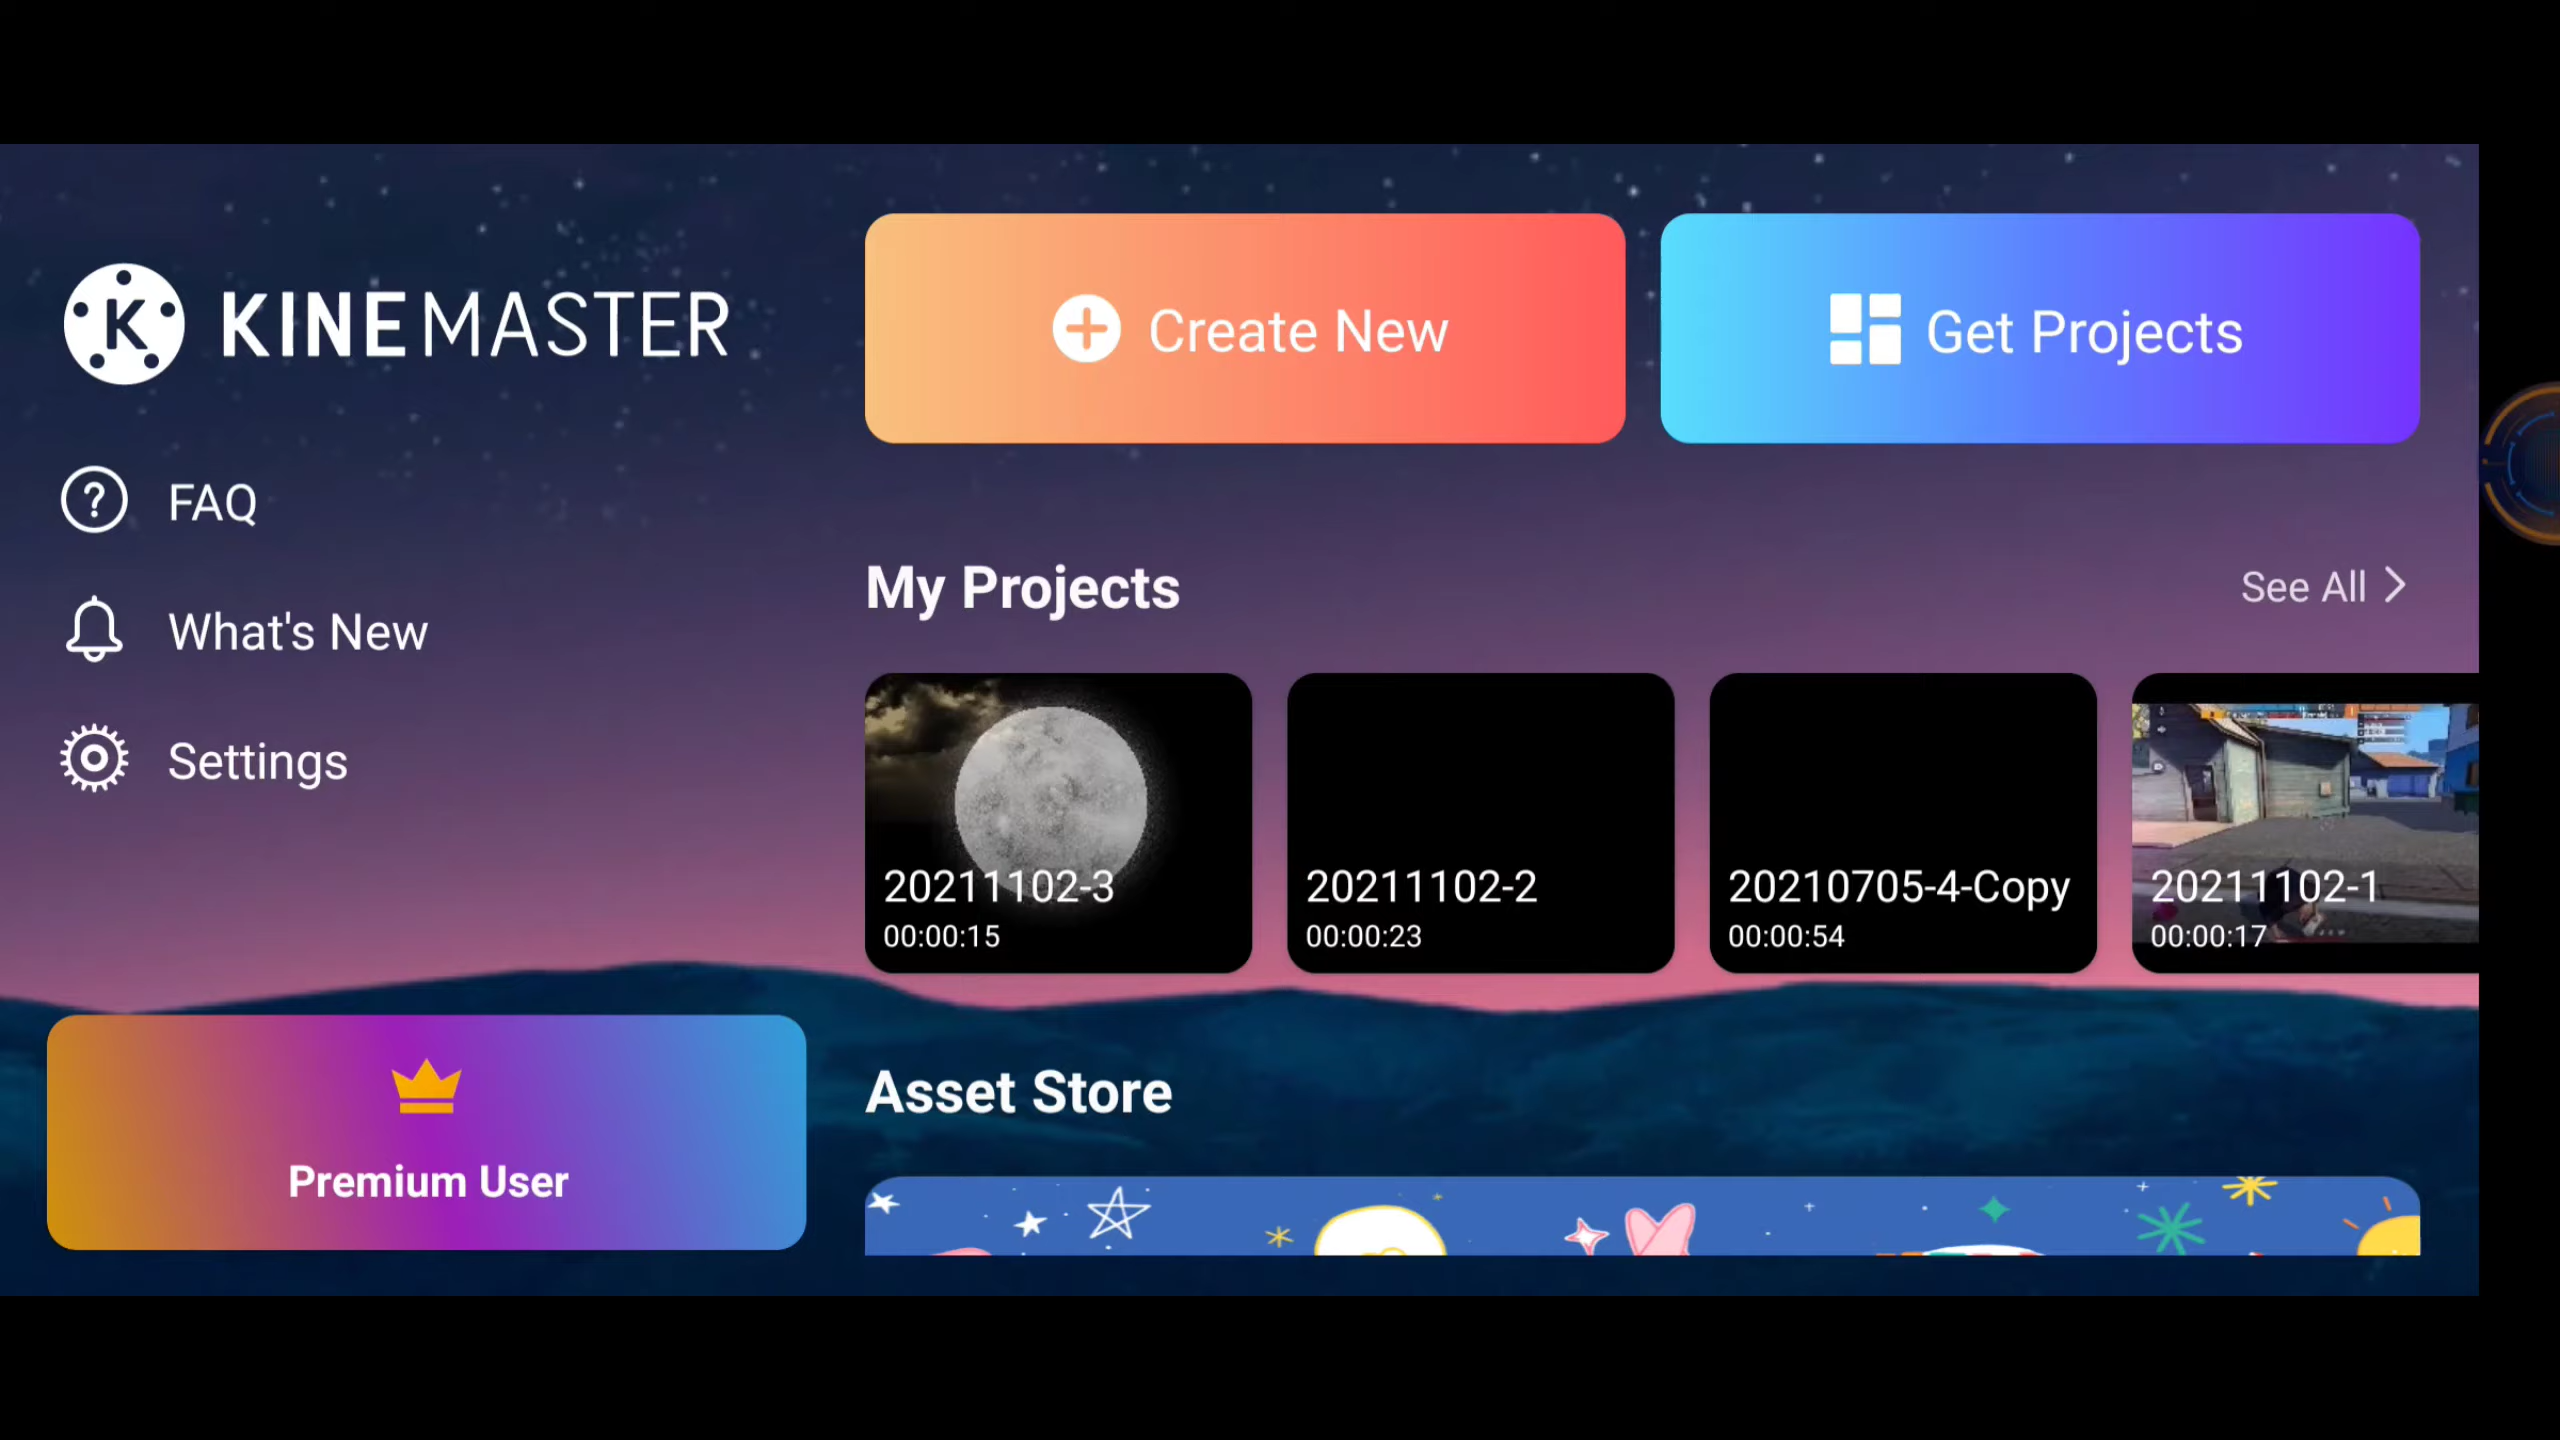 KINEMASTER
FAQ
What's New
Settings
Premium User
Create New
Get Projects
My Projects
See All
20211102-3
00:00:15
20211102-2
00:00:23
20210705-4-Copy
00:00:54
20211102-1
00:00:17
Asset Store